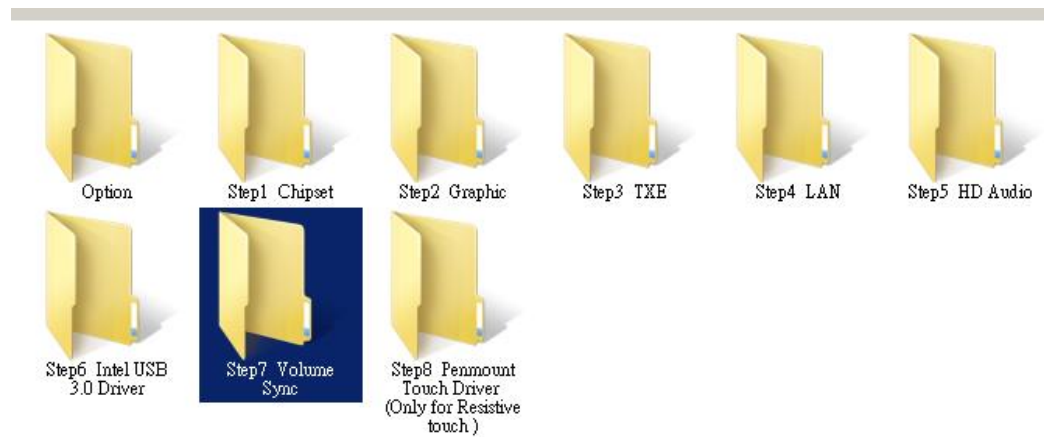 Option
Step1 Chipset
Step2 Graphic
Step3 TXE
Step4 LAN
Step5 HD Audio
Step6 Intel USB
3.0 Driver
Step7 Volume
Sync
Step8 Penmount
Touch Driver
(Only for Resistive
touch )